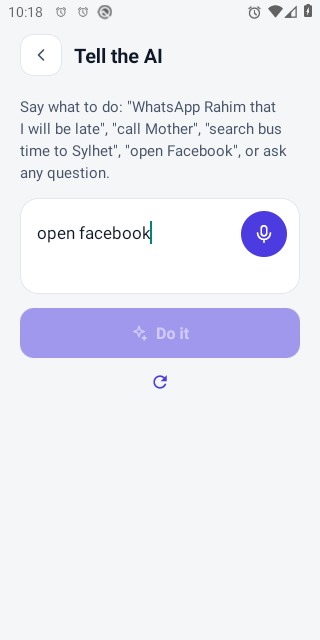 10:18
Tell the AI
Say what to do: "WhatsApp Rahim that
I will be late", "call Mother", "search bus
time to Sylhet", "open Facebook", or ask
any question.
open facebook
Do it